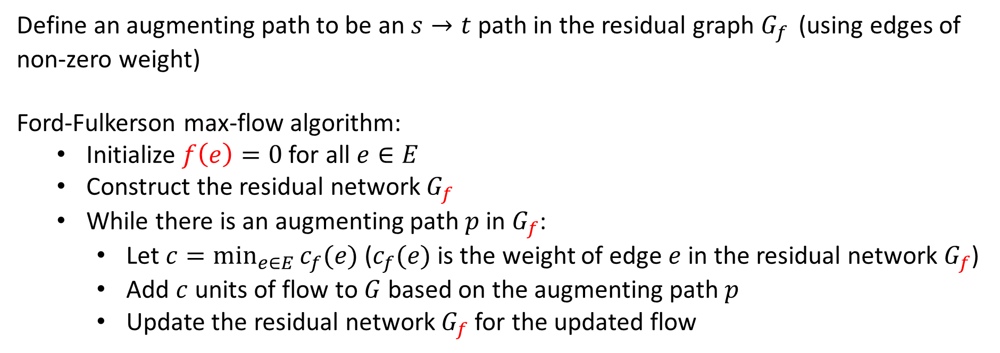 Define an augmenting path to be an 𝑠 → 𝑡 path in the residual graph 𝐺_𝑓 (using edges of
non-zero weight)
Ford-Fulkerson max-flow algorithm:
• Initialize 𝑓(𝑒) = 0 for all 𝑒 ∈ 𝐸
• Construct the residual network 𝐺_𝑓
• While there is an augmenting path 𝑝 in 𝐺_𝑓:
• Let 𝑐 = min_{𝑒∈𝐸} 𝑐_𝑓(𝑒) (𝑐_𝑓(𝑒) is the weight of edge 𝑒 in the residual network 𝐺_𝑓)
• Add 𝑐 units of flow to 𝐺 based on the augmenting path 𝑝
• Update the residual network 𝐺_𝑓 for the updated flow